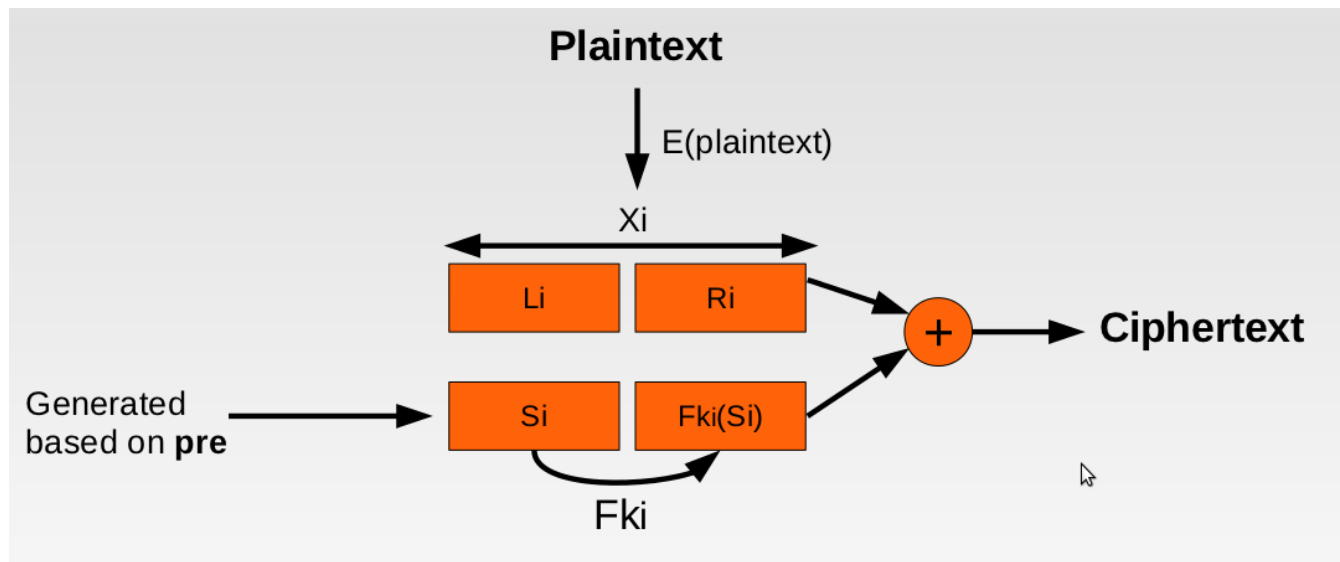 Plaintext
E(plaintext)
Xi
Li
Ri
+
Ciphertext
Generated
based on pre
Si
Fki(Si)
Fki